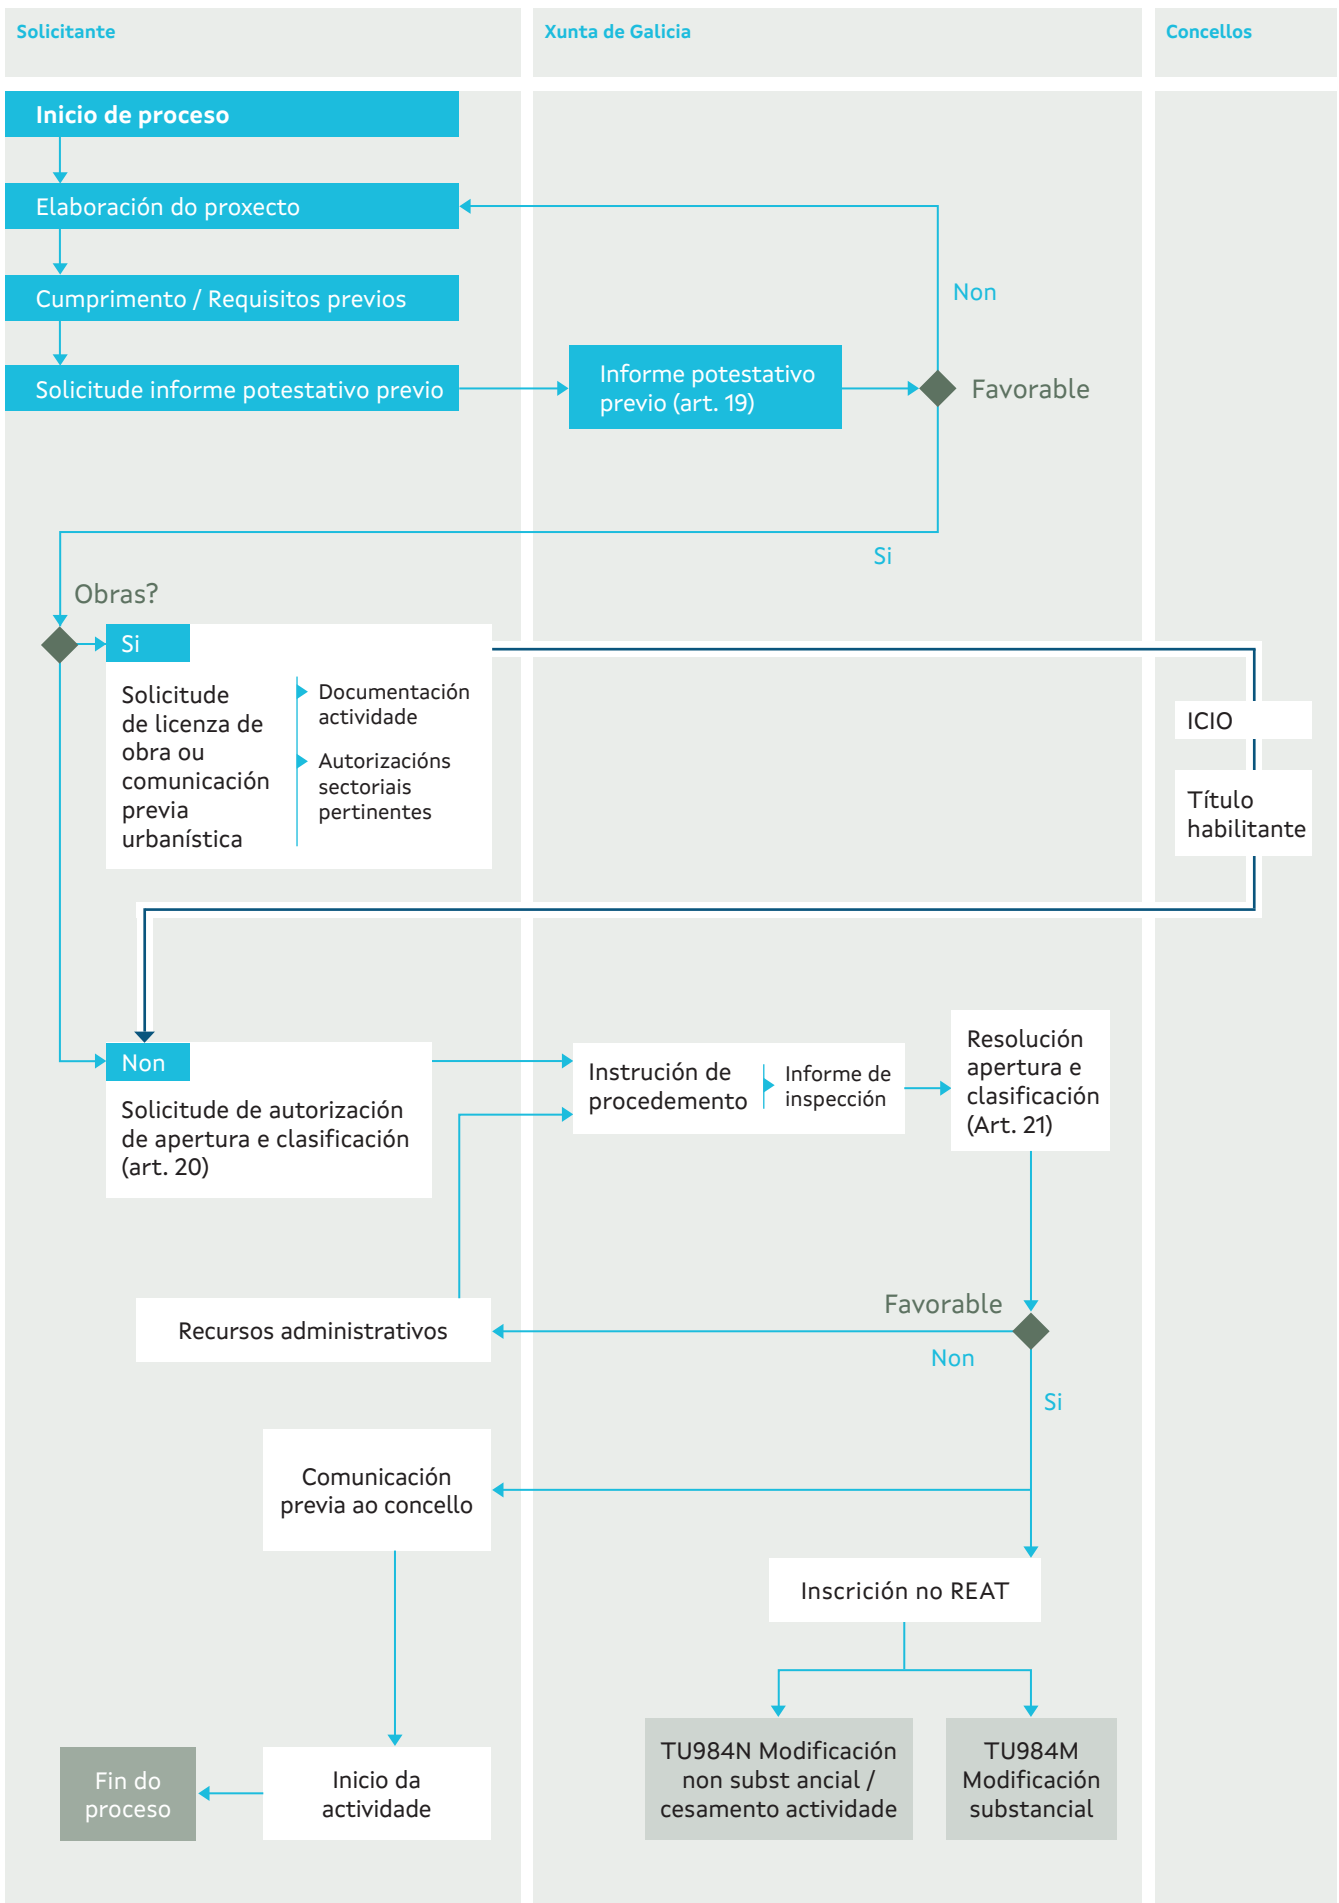 Solicitante
Xunta de Galicia
Concellos
Inicio de proceso
Elaboración do proxecto
Cumprimento / Requisitos previos
Solicitude informe potestativo previo
Informe potestativo
previo (art. 19)
Non
Favorable
Si
Obras?
Si
Solicitude
de licenza de
obra ou
comunicación
previa
urbanística
Documentación
actividade
Autorizacións
sectoriais
pertinentes
ICIO
Título
habilitante
Non
Solicitude de autorización
de apertura e clasificación
(art. 20)
Instrución de
procedemento
Informe de
inspección
Resolución
apertura e
clasificación
(Art. 21)
Favorable
Non
Si
Recursos administrativos
Comunicación
previa ao concello
Inscrición no REAT
TU984N Modificación
non subst ancial /
cesamento actividade
TU984M
Modificación
substancial
Inicio da
actividade
Fin do
proceso